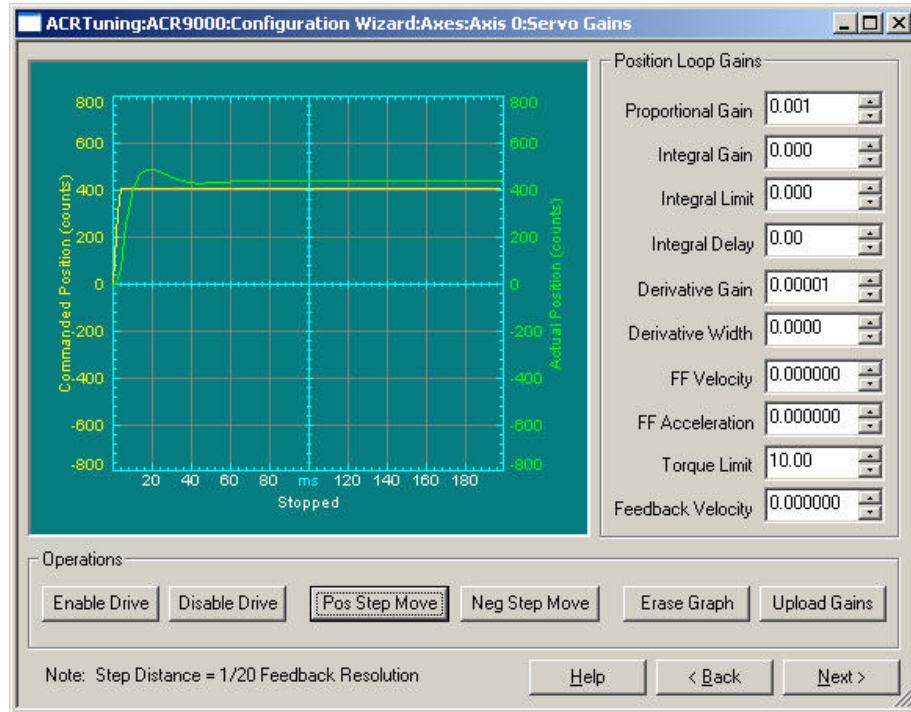 ACRTuning:ACR9000:Configuration Wizard:Axes:Axis 0:Servo Gains
Commanded Position (counts)
800
600
400
200
0
-200
-400
-600
-800
20 40 60 80 ms 120 140 160 180
Stopped
800
600
400
200
0
-200
-400
-600
-800
Actual Position (counts)
Position Loop Gains
Proportional Gain 0.001
Integral Gain 0.000
Integral Limit 0.000
Integral Delay 0.00
Derivative Gain 0.00001
Derivative Width 0.0000
FF Velocity 0.000000
FF Acceleration 0.000000
Torque Limit 10.00
Feedback Velocity 0.000000
Operations
Enable Drive Disable Drive Pos Step Move Neg Step Move Erase Graph Upload Gains
Note: Step Distance = 1/20 Feedback Resolution
Help < Back Next >